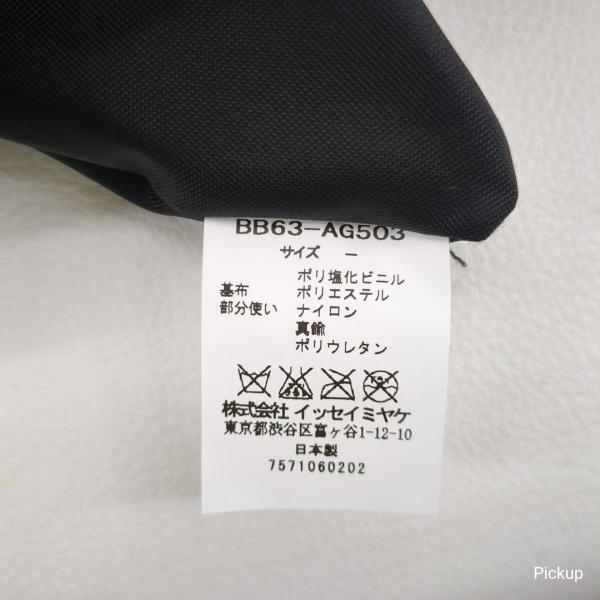 BB63-AG503
サイズ －
ポリ塩化ビニル
基布 ポリエステル
部分使い ナイロン
真鍮
ポリウレタン
株式会社 イッセイミヤケ
東京都渋谷区富ヶ谷1-12-10
日本製
7571060202
Pickup